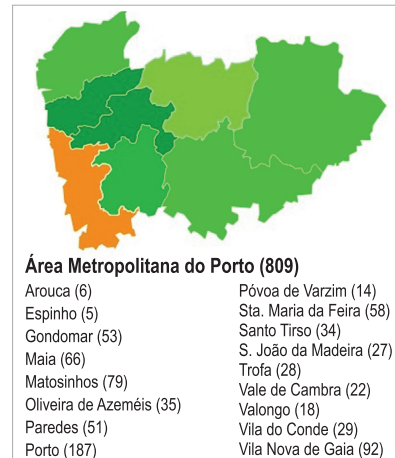 Área Metropolitana do Porto (809)
Arouca (6)
Espinho (5)
Gondomar (53)
Maia (66)
Matosinhos (79)
Oliveira de Azeméis (35)
Paredes (51)
Porto (187)
Póvoa de Varzim (14)
Sta. Maria da Feira (58)
Santo Tirso (34)
S. João da Madeira (27)
Trofa (28)
Vale de Cambra (22)
Valongo (18)
Vila do Conde (29)
Vila Nova de Gaia (92)